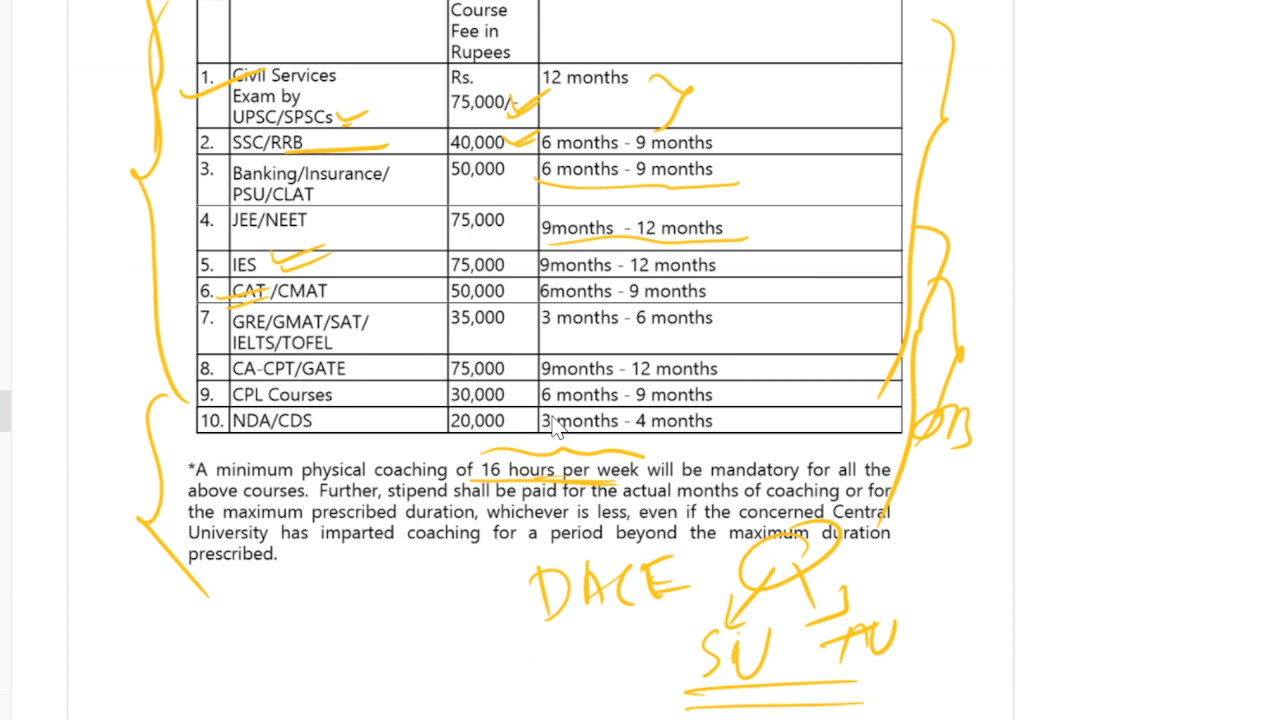 Course
Fee in
Rupees
1. Civil Services Exam by UPSC/SPSCs Rs. 75,000/- 12 months
2. SSC/RRB 40,000 6 months - 9 months
3. Banking/Insurance/ PSU/CLAT 50,000 6 months - 9 months
4. JEE/NEET 75,000 9months - 12 months
5. IES 75,000 9months - 12 months
6. CAT /CMAT 50,000 6months - 9 months
7. GRE/GMAT/SAT/ IELTS/TOFEL 35,000 3 months - 6 months
8. CA-CPT/GATE 75,000 9months - 12 months
9. CPL Courses 30,000 6 months - 9 months
10. NDA/CDS 20,000 3 months - 4 months
*A minimum physical coaching of 16 hours per week will be mandatory for all the
above courses. Further, stipend shall be paid for the actual months of coaching or for
the maximum prescribed duration, whichever is less, even if the concerned Central
University has imparted coaching for a period beyond the maximum duration
prescribed.
DACE